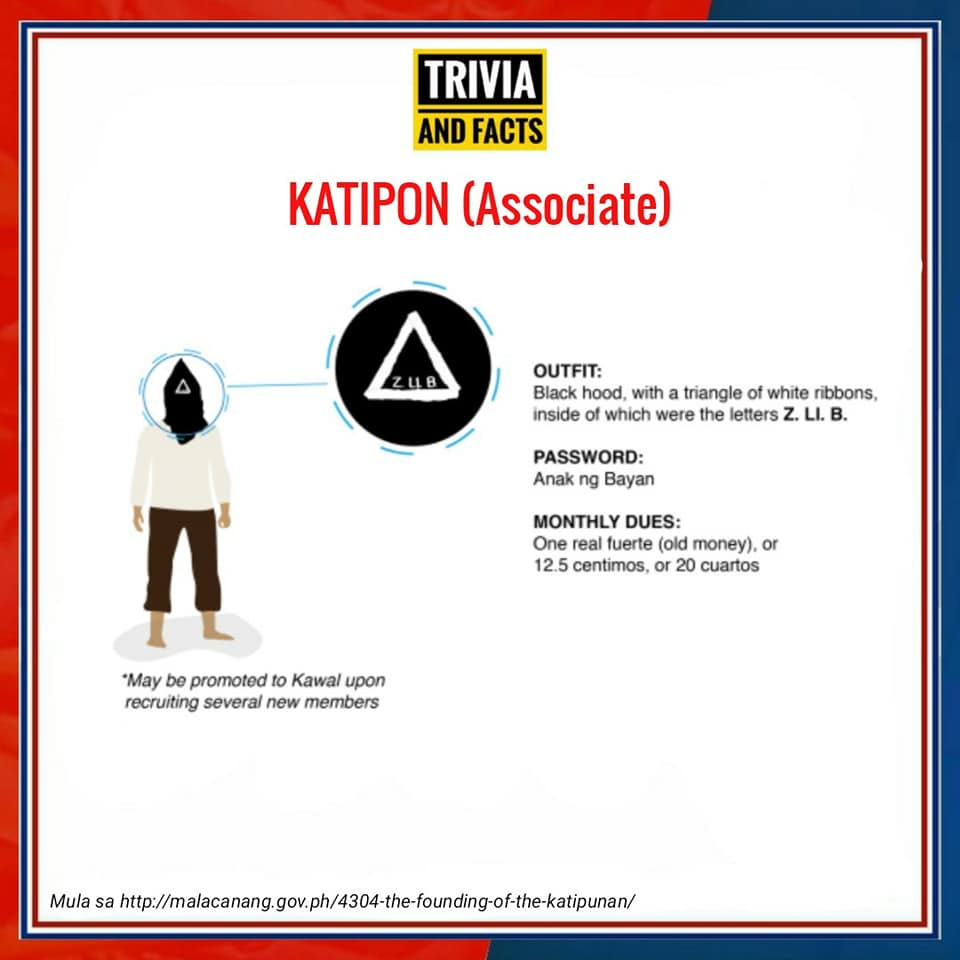 TRIVIA
AND FACTS
KATIPON (Associate)
Z LI B
OUTFIT:
Black hood, with a triangle of white ribbons,
inside of which were the letters Z. LI. B.
PASSWORD:
Anak ng Bayan
MONTHLY DUES:
One real fuerte (old money), or
12.5 centimos, or 20 cuartos
*May be promoted to Kawal upon
recruiting several new members
Mula sa http://malacanang.gov.ph/4304-the-founding-of-the-katipunan/